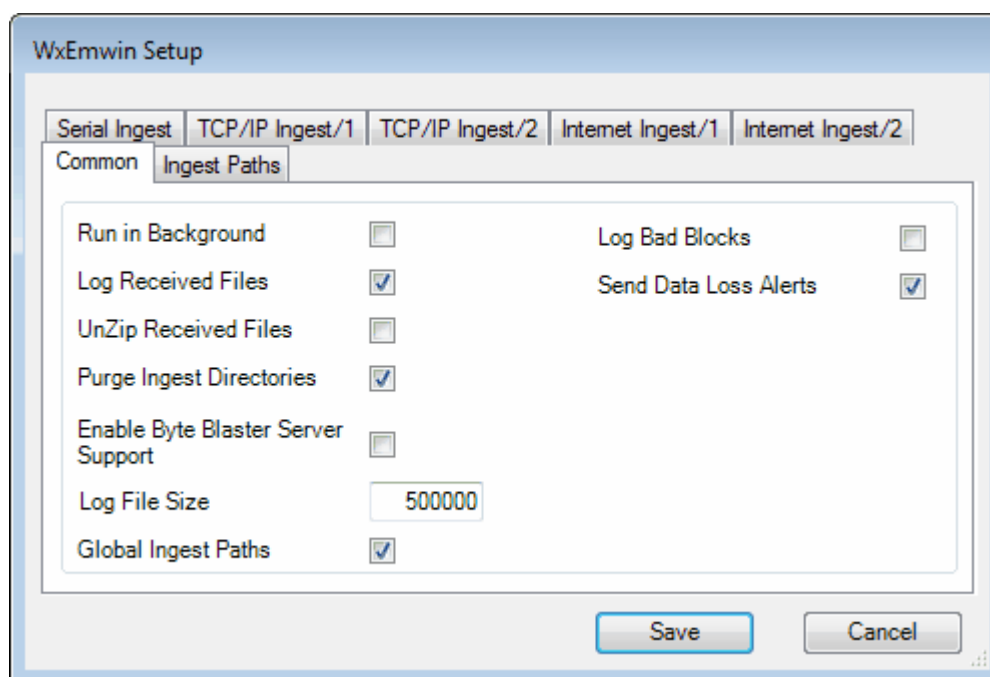 WxEmwin Setup
Serial Ingest TCP/IP Ingest/1 TCP/IP Ingest/2 Internet Ingest/1 Internet Ingest/2
Common Ingest Paths
Run in Background Log Bad Blocks
Log Received Files Send Data Loss Alerts
UnZip Received Files
Purge Ingest Directories
Enable Byte Blaster Server
Support
Log File Size 500000
Global Ingest Paths
Save Cancel